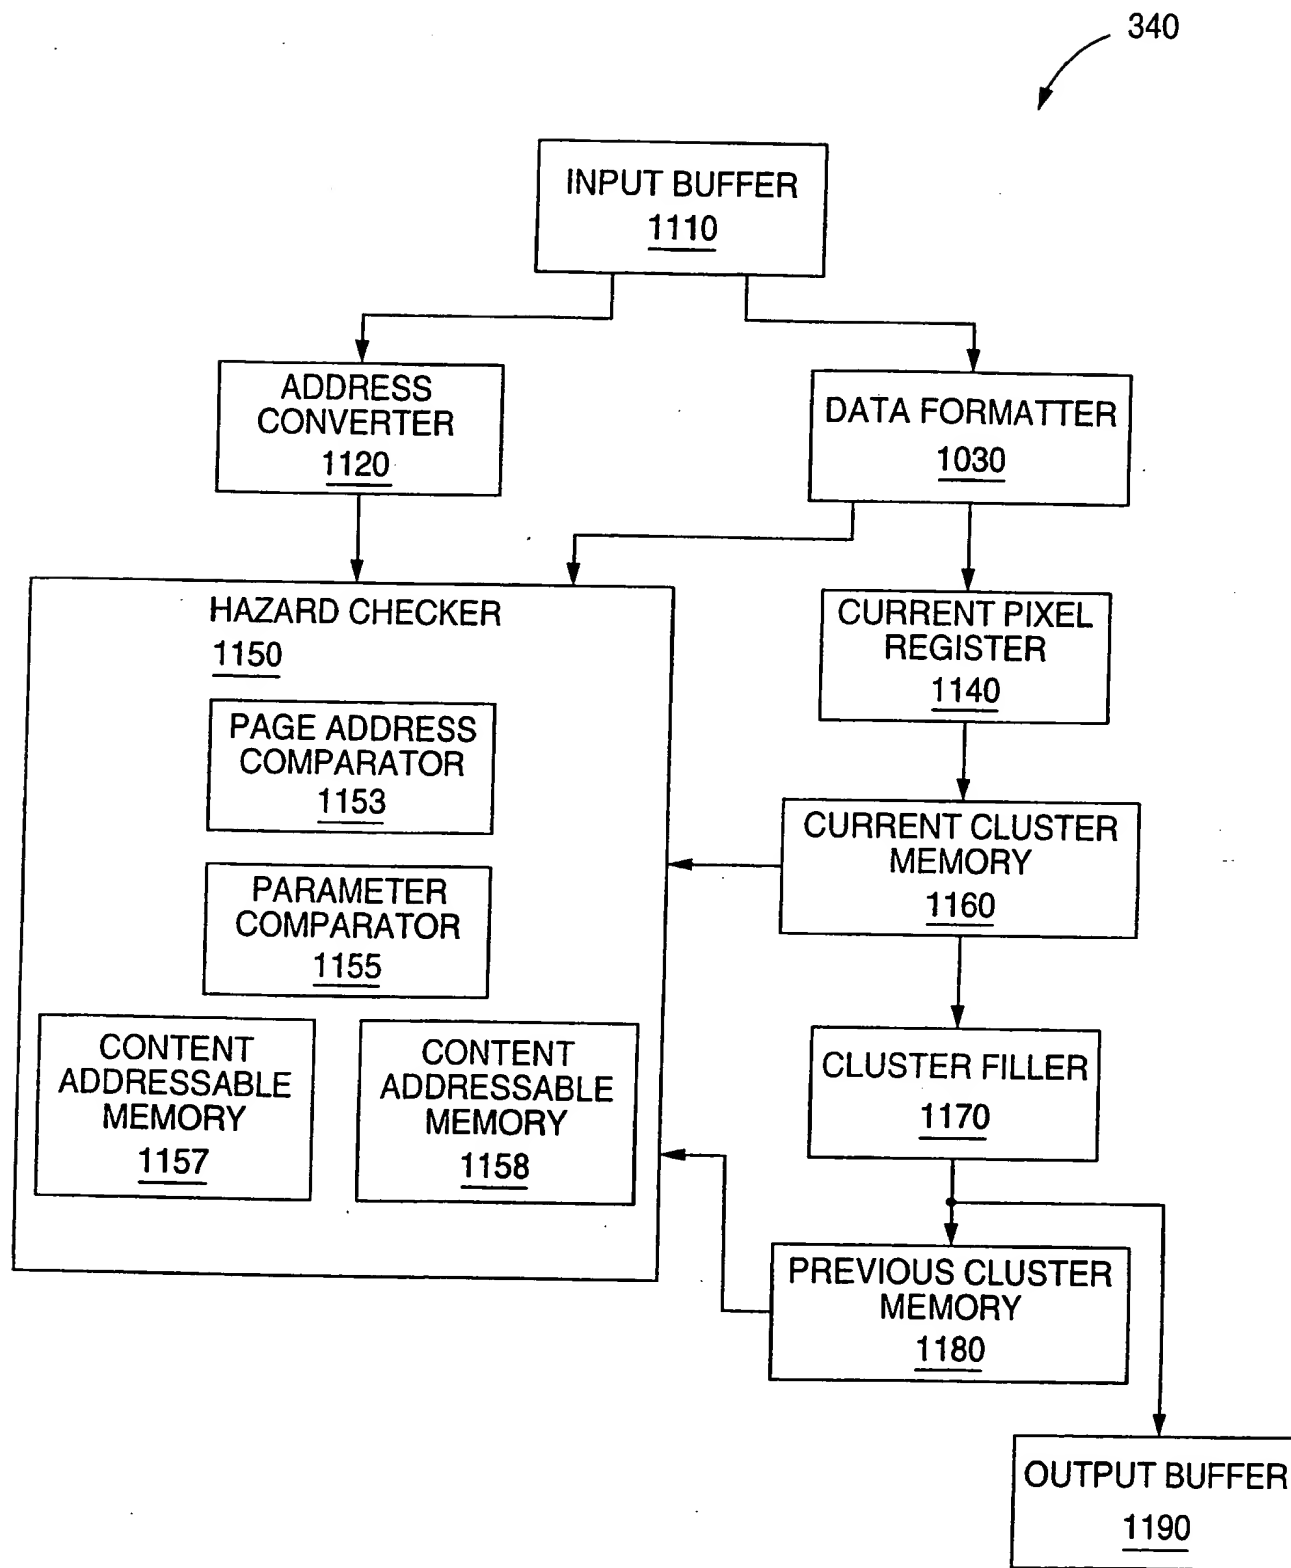 340
INPUT BUFFER
1110
ADDRESS
CONVERTER
1120
DATA FORMATTER
1030
HAZARD CHECKER
1150
CURRENT PIXEL
REGISTER
1140
PAGE ADDRESS
COMPARATOR
1153
CURRENT CLUSTER
MEMORY
1160
PARAMETER
COMPARATOR
1155
CONTENT
ADDRESSABLE
MEMORY
1157
CONTENT
ADDRESSABLE
MEMORY
1158
CLUSTER FILLER
1170
PREVIOUS CLUSTER
MEMORY
1180
OUTPUT BUFFER
1190